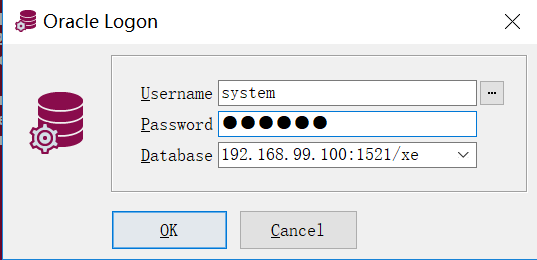 Oracle Logon
Username system ...
Password ●●●●●●
Database 192.168.99.100:1521/xe
OK Cancel